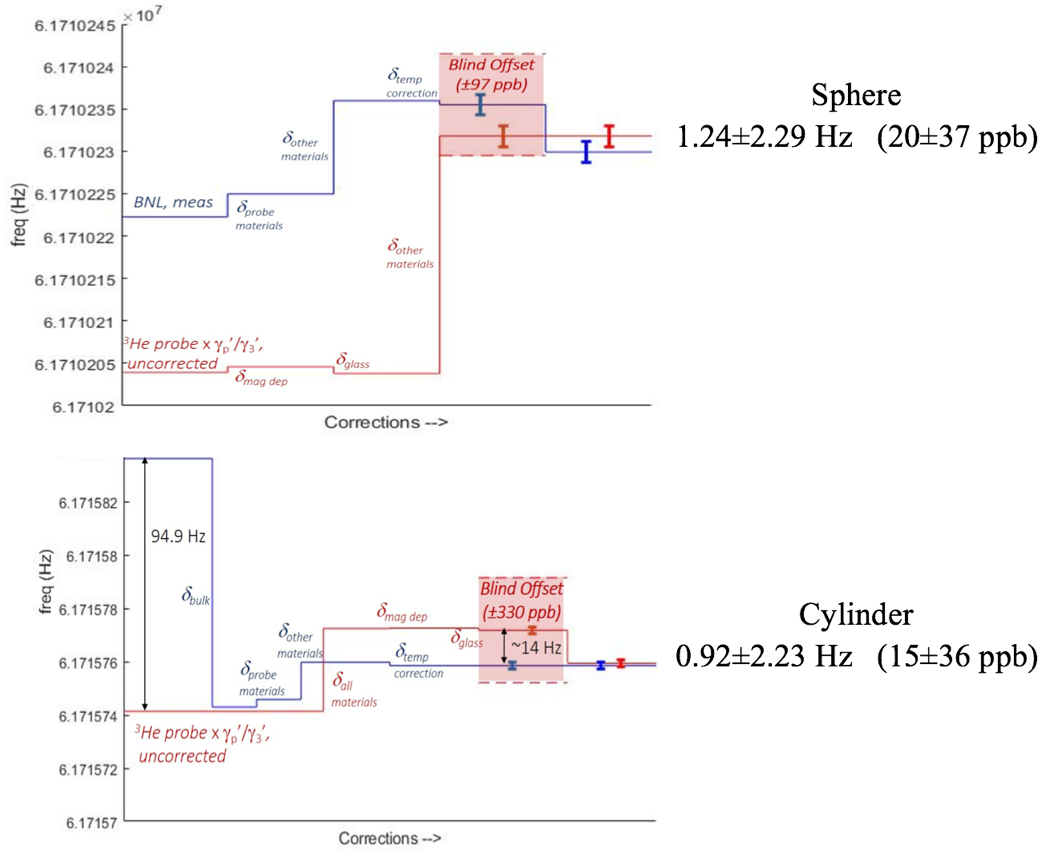 × 10⁷
6.1710245
6.171024
6.1710235
6.171023
6.1710225
6.171022
6.1710215
6.171021
6.1710205
6.17102
freq (Hz)
Blind Offset
(±97 ppb)
δtemp
correction
δother
materials
BNL, meas
δprobe
materials
δother
materials
³He probe x γp'/γ3',
uncorrected
δmag dep
δglass
Corrections -->
Sphere
1.24±2.29 Hz (20±37 ppb)
6.171582
6.17158
6.171578
6.171576
6.171574
6.171572
6.17157
freq (Hz)
94.9 Hz
δbulk
δother
materials
δprobe
materials
δmag dep
δglass
δtemp
correction
δall
materials
Blind Offset
(±330 ppb)
~14 Hz
³He probe x γp'/γ3',
uncorrected
Corrections -->
Cylinder
0.92±2.23 Hz (15±36 ppb)